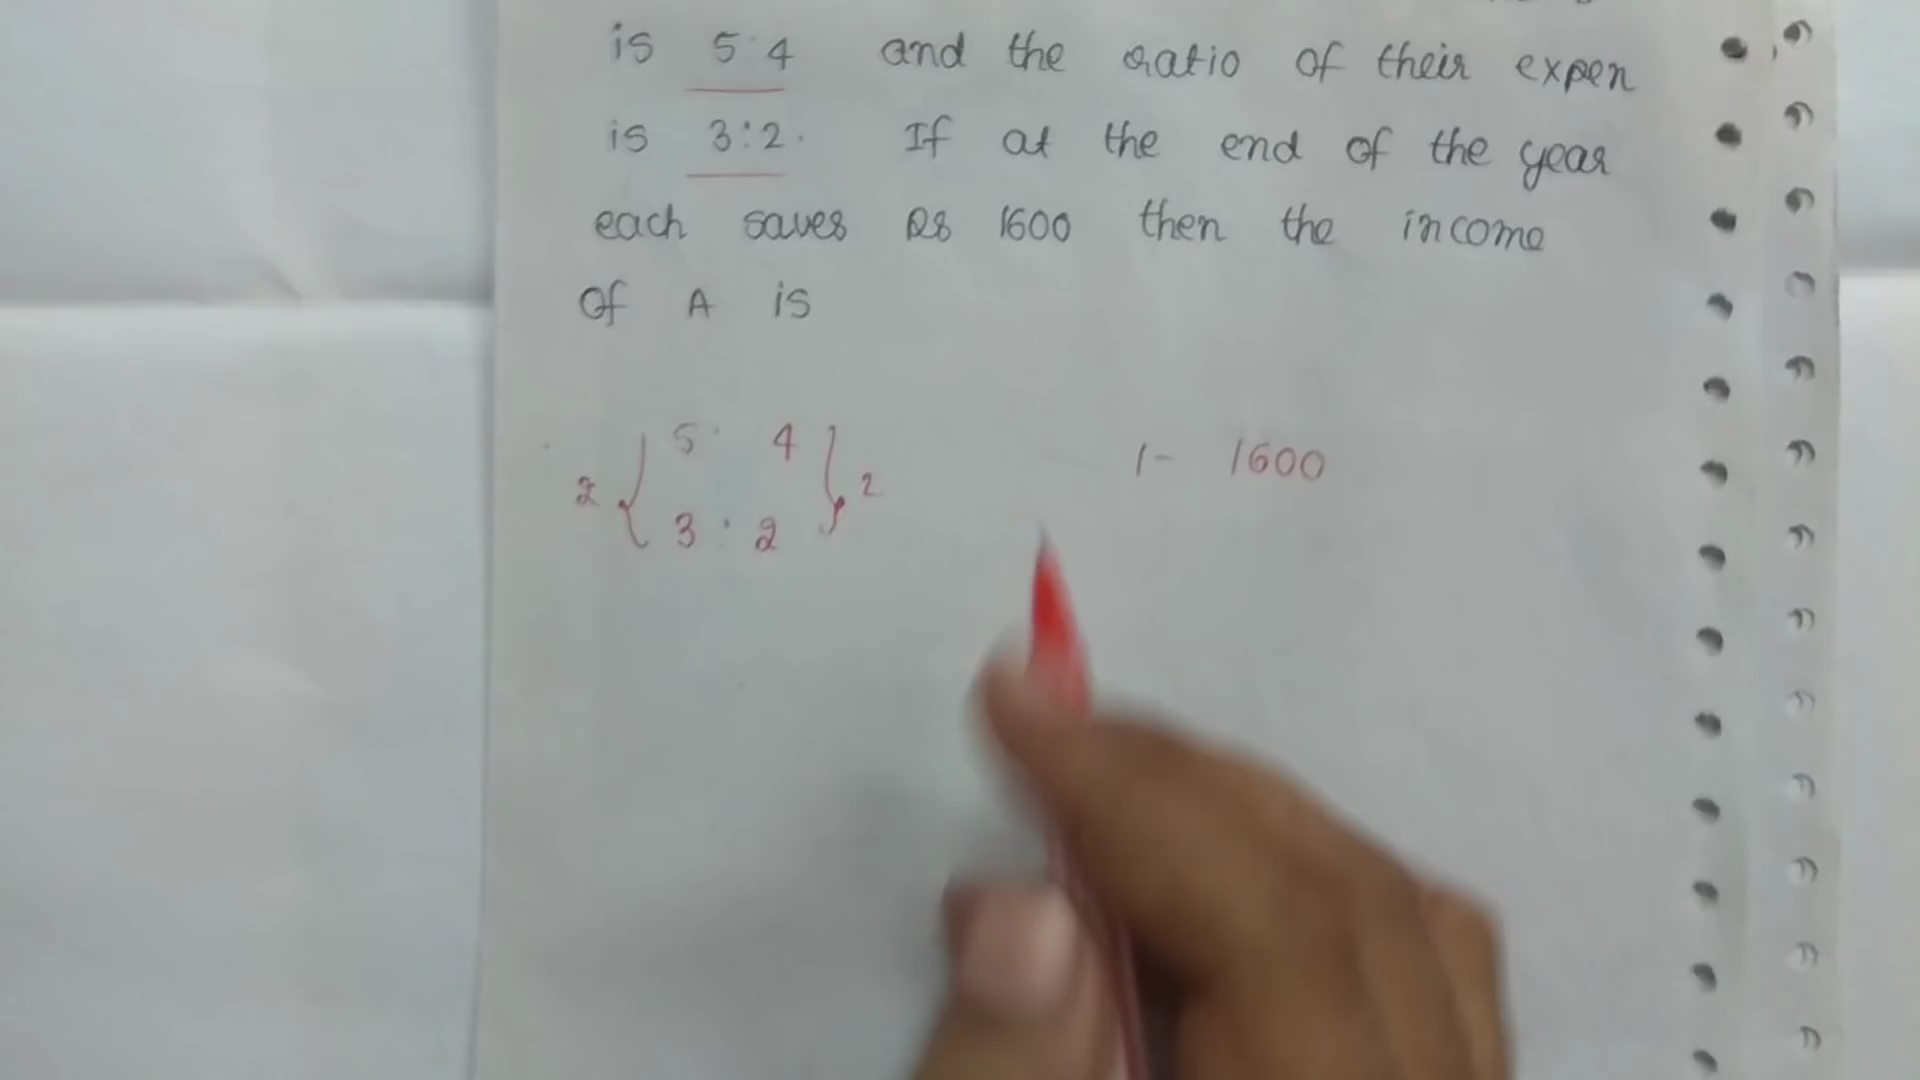 is 5:4 and the ratio of their expen
is 3:2. If at the end of the year
each saves Rs 1600 then the income
of A is
5: 4
2 { } 2 1- 1600
3 : 2